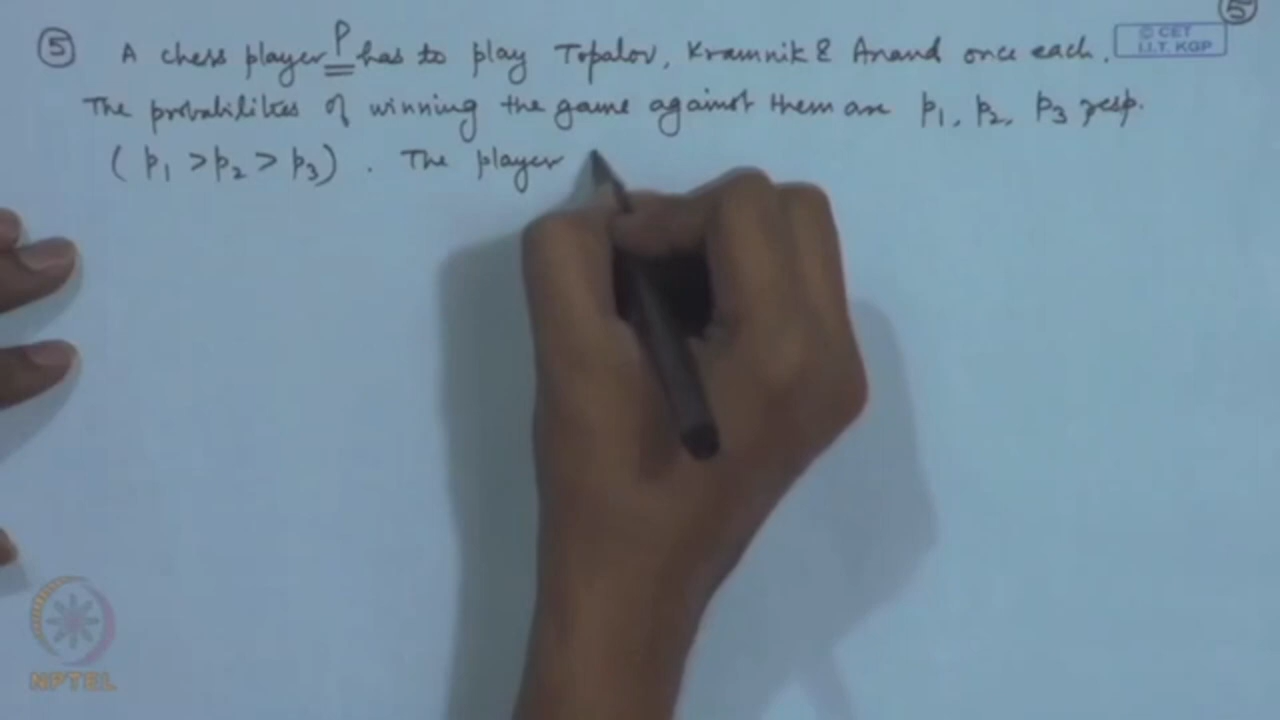 ⑤
⑤ A chess player P has to play Topalov, Kramnik & Anand once each.
© CET
I.I.T. KGP
The probabilities of winning the game against them are p1, p2, p3 resp.
(p1 > p2 > p3). The player
NPTEL